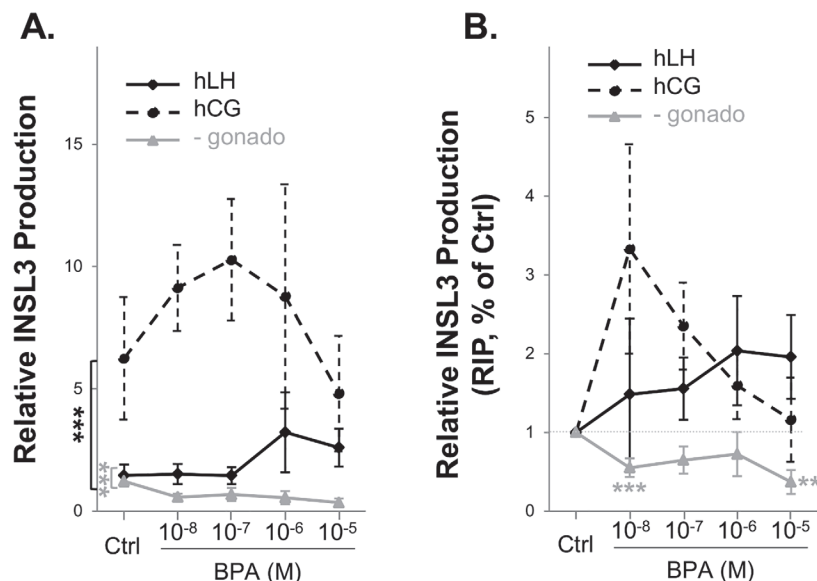 A.
Relative INSL3 Production
15
10
5
0
hLH
hCG
- gonado
***
***
Ctrl
10-8
10-7
10-6
10-5
BPA (M)
B.
Relative INSL3 Production
(RIP, % of Ctrl)
5
4
3
2
1
0
hLH
hCG
- gonado
***
**
Ctrl
10-8
10-7
10-6
10-5
BPA (M)